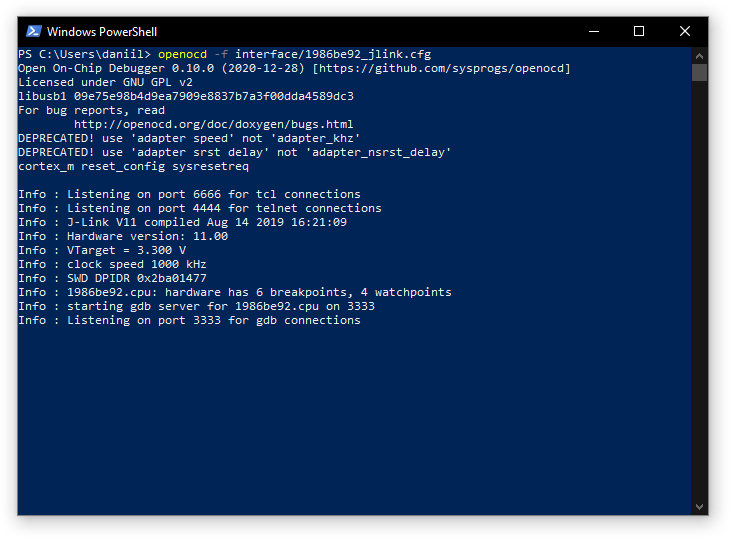 Windows PowerShell
PS C:\Users\daniil> openocd -f interface/1986be92_jlink.cfg
Open On-Chip Debugger 0.10.0 (2020-12-28) [https://github.com/sysprogs/openocd]
Licensed under GNU GPL v2
libusb1 09e75e98b4d9ea7909e8837b7a3f00dda4589dc3
For bug reports, read
        http://openocd.org/doc/doxygen/bugs.html
DEPRECATED! use 'adapter speed' not 'adapter_khz'
DEPRECATED! use 'adapter srst delay' not 'adapter_nsrst_delay'
cortex_m reset_config sysresetreq

Info : Listening on port 6666 for tcl connections
Info : Listening on port 4444 for telnet connections
Info : J-Link V11 compiled Aug 14 2019 16:21:09
Info : Hardware version: 11.00
Info : VTarget = 3.300 V
Info : clock speed 1000 kHz
Info : SWD DPIDR 0x2ba01477
Info : 1986be92.cpu: hardware has 6 breakpoints, 4 watchpoints
Info : starting gdb server for 1986be92.cpu on 3333
Info : Listening on port 3333 for gdb connections